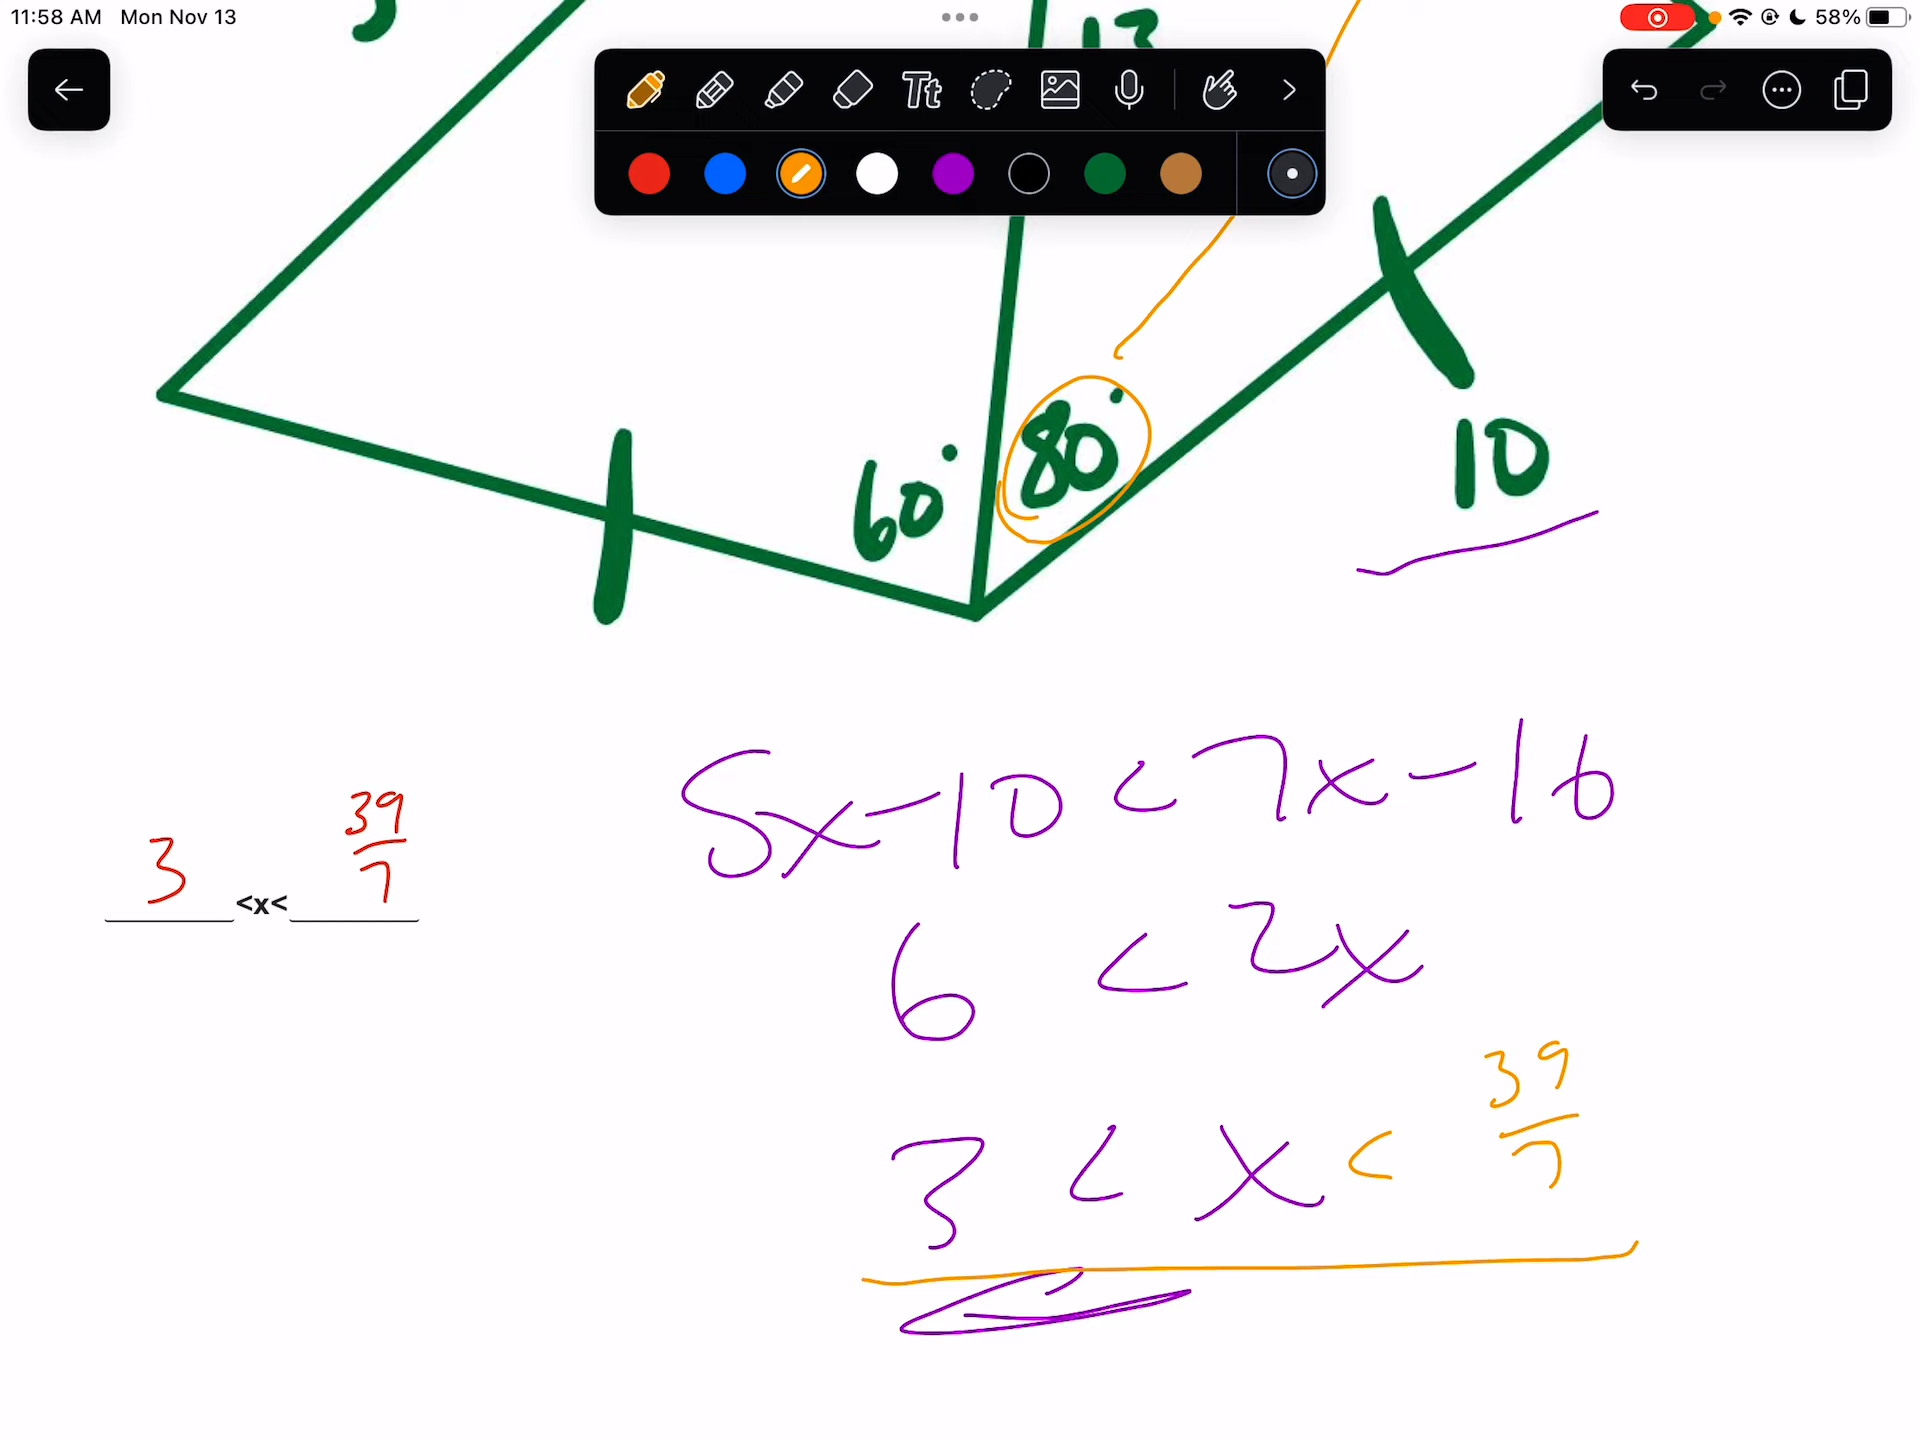 11:58 AM Mon Nov 13
58%
13
Tt
10
60°
80°
5x-10<7x-16
39
3 7
<x<
6 < 2x
39
3 < x < 7